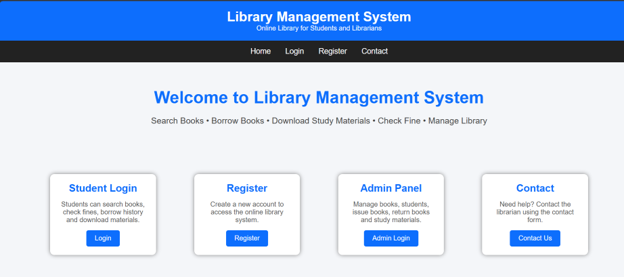 Library Management System
Online Library for Students and Librarians
Home Login Register Contact
Welcome to Library Management System
Search Books • Borrow Books • Download Study Materials • Check Fine • Manage Library
Student Login
Students can search books,
check fines, borrow history
and download materials.
Login
Register
Create a new account to
access the online library
system.
Register
Admin Panel
Manage books, students,
issue books, return books
and study materials.
Admin Login
Contact
Need help? Contact the
librarian using the contact
form.
Contact Us